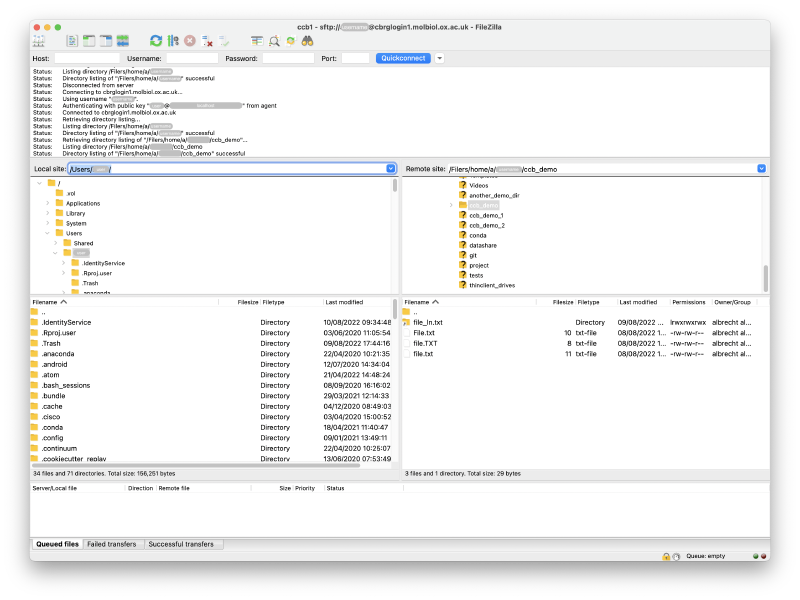 ccb1 - sftp://@cbrglogin1.molbiol.ox.ac.uk - FileZilla
Host: Username: Password: Port: Quickconnect
Status: Listing directory /Filers/home/a/
Status: Directory listing of "/Filers/home/a/" successful
Status: Disconnected from server
Status: Connecting to cbrglogin1.molbiol.ox.ac.uk...
Status: Using username "".
Status: Authenticating with public key "@" from agent
Status: Connected to cbrglogin1.molbiol.ox.ac.uk
Status: Retrieving directory listing...
Status: Listing directory /Filers/home/a/
Status: Directory listing of "/Filers/home/a/" successful
Status: Retrieving directory listing of "/Filers/home/a//ccb_demo"...
Status: Listing directory /Filers/home/a//ccb_demo
Status: Directory listing of "/Filers/home/a//ccb_demo" successful
Local site: /Users//
/
.vol
Applications
Library
System
Users
Shared
.IdentityService
.Rproj.user
.Trash
.anaconda
Remote site: /Filers/home/a//ccb_demo
Videos
another_demo_dir
ccb_demo
ccb_demo_1
ccb_demo_2
conda
datashare
git
project
tests
thinclient_drives
Filename Filesize Filetype Last modified
..
.IdentityService Directory 10/08/2022 09:34:48
.Rproj.user Directory 03/06/2020 11:05:54
.Trash Directory 09/08/2022 17:44:16
.anaconda Directory 22/04/2020 10:21:35
.android Directory 12/07/2020 14:34:04
.atom Directory 21/04/2022 14:48:24
.bash_sessions Directory 08/09/2020 16:16:02
.bundle Directory 29/03/2021 12:14:33
.cache Directory 04/12/2020 08:49:03
.cisco Directory 03/04/2020 15:00:52
.conda Directory 18/04/2021 11:40:47
.config Directory 09/01/2021 13:49:11
.continuum Directory 22/04/2020 10:25:07
.cookiecutter_replay Directory 13/06/2020 07:53:49
34 files and 71 directories. Total size: 156,251 bytes
Filename Filesize Filetype Last modified Permissions Owner/Group
..
file_ln.txt Directory 09/08/2022 ... lrwxrwxrwx albrecht al...
File.txt 10 txt-file 08/08/2022 1... -rw-rw-r-- albrecht al...
file.TXT 8 txt-file 08/08/2022 1... -rw-rw-r-- albrecht al...
file.txt 11 txt-file 08/08/2022 1... -rw-rw-r-- albrecht al...
3 files and 1 directory. Total size: 29 bytes
Server/Local file Direction Remote file Size Priority Status
Queued files Failed transfers Successful transfers
Queue: empty